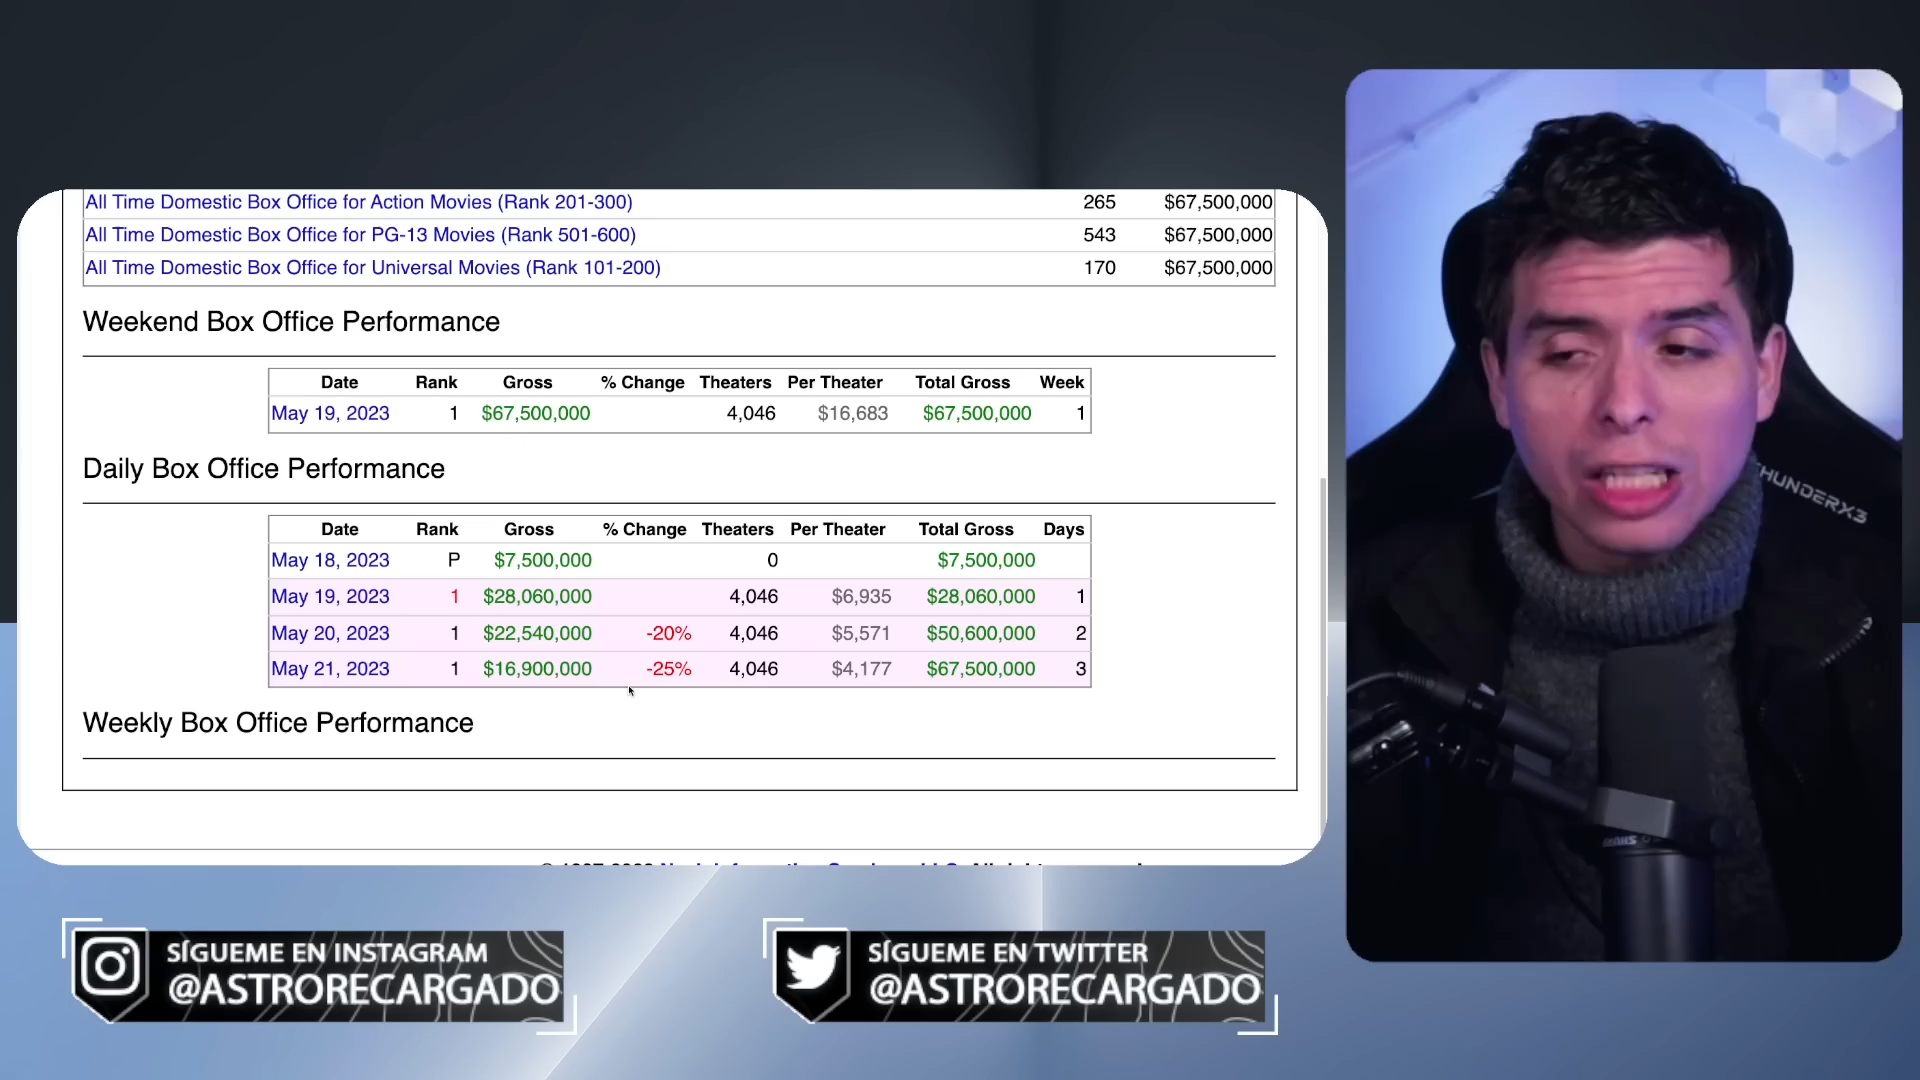 All Time Domestic Box Office for Action Movies (Rank 201-300) 265 $67,500,000
All Time Domestic Box Office for PG-13 Movies (Rank 501-600) 543 $67,500,000
All Time Domestic Box Office for Universal Movies (Rank 101-200) 170 $67,500,000
Weekend Box Office Performance
Date Rank Gross % Change Theaters Per Theater Total Gross Week
May 19, 2023 1 $67,500,000 4,046 $16,683 $67,500,000 1
Daily Box Office Performance
Date Rank Gross % Change Theaters Per Theater Total Gross Days
May 18, 2023 P $7,500,000 0 $7,500,000
May 19, 2023 1 $28,060,000 4,046 $6,935 $28,060,000 1
May 20, 2023 1 $22,540,000 -20% 4,046 $5,571 $50,600,000 2
May 21, 2023 1 $16,900,000 -25% 4,046 $4,177 $67,500,000 3
Weekly Box Office Performance
THUNDERX3
SÍGUEME EN INSTAGRAM
@ASTRORECARGADO
SÍGUEME EN TWITTER
@ASTRORECARGADO